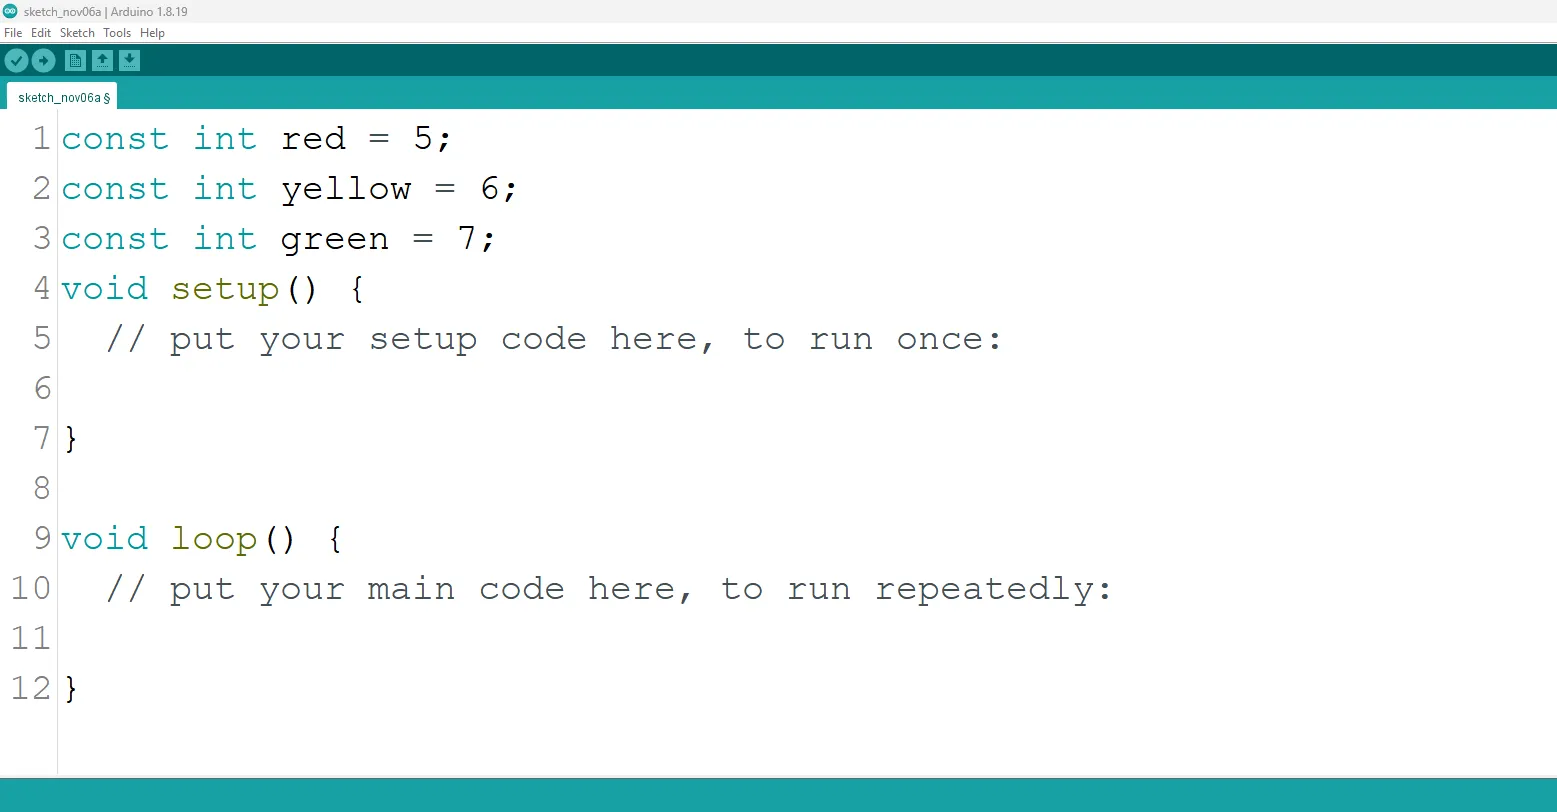 sketch_nov06a | Arduino 1.8.19
File Edit Sketch Tools Help
sketch_nov06a §
1 const int red = 5;
2 const int yellow = 6;
3 const int green = 7;
4 void setup() {
5   // put your setup code here, to run once:
6
7 }
8
9 void loop() {
10   // put your main code here, to run repeatedly:
11
12 }